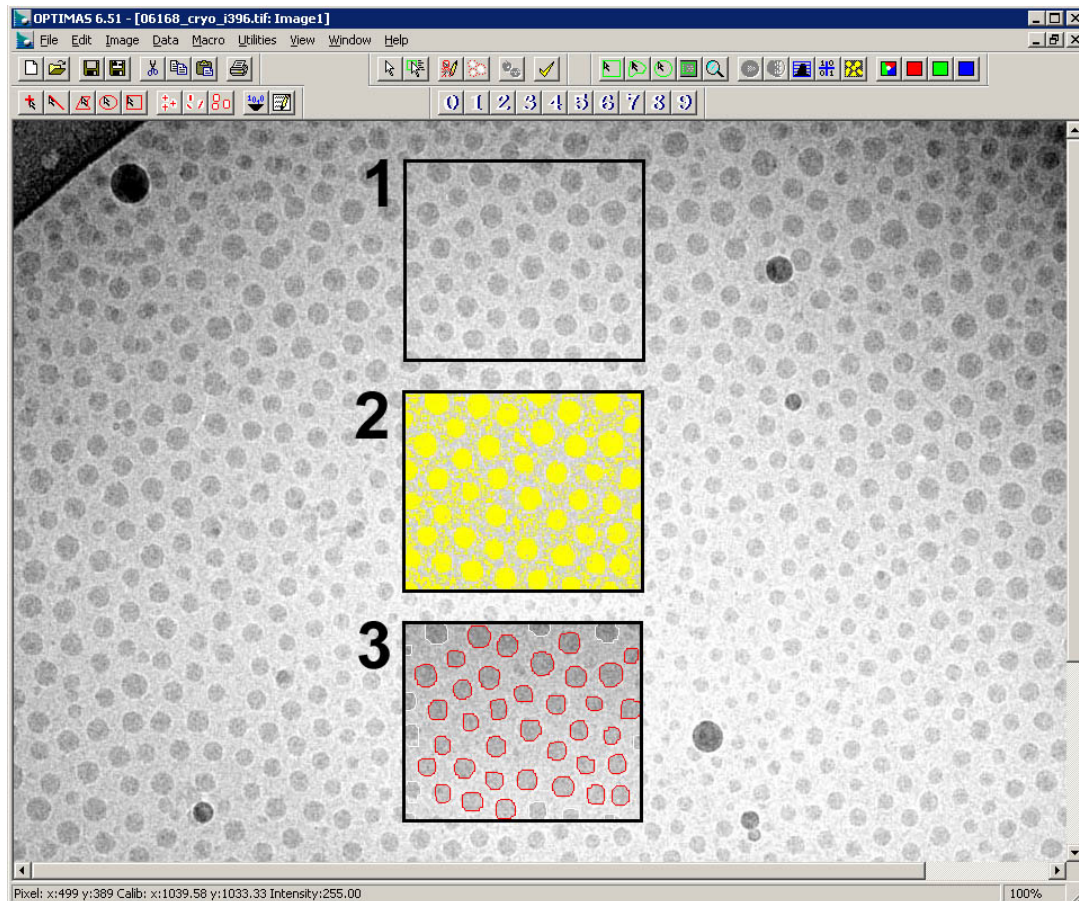 OPTIMAS 6.51 - [06168_cryo_i396.tif: Image1]
File Edit Image Data Macro Utilities View Window Help
0 1 2 3 4 5 6 7 8 9
1
2
3
Pixel: x:499 y:389 Calib: x:1039.58 y:1033.33 Intensity:255.00 100%